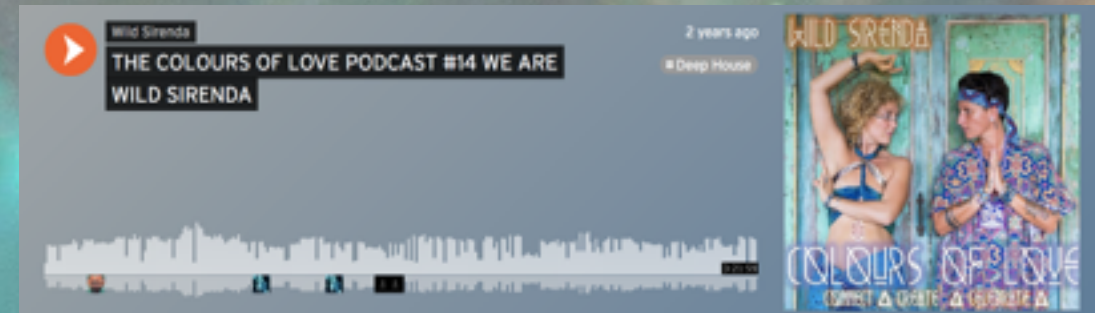 Wild Sirenda
THE COLOURS OF LOVE PODCAST #14 WE ARE
WILD SIRENDA
2 years ago
# Deep House
WILD SIRENDA
COLOURS OF LOVE
CONNECT Δ CREATE Δ CELEBRATE Δ